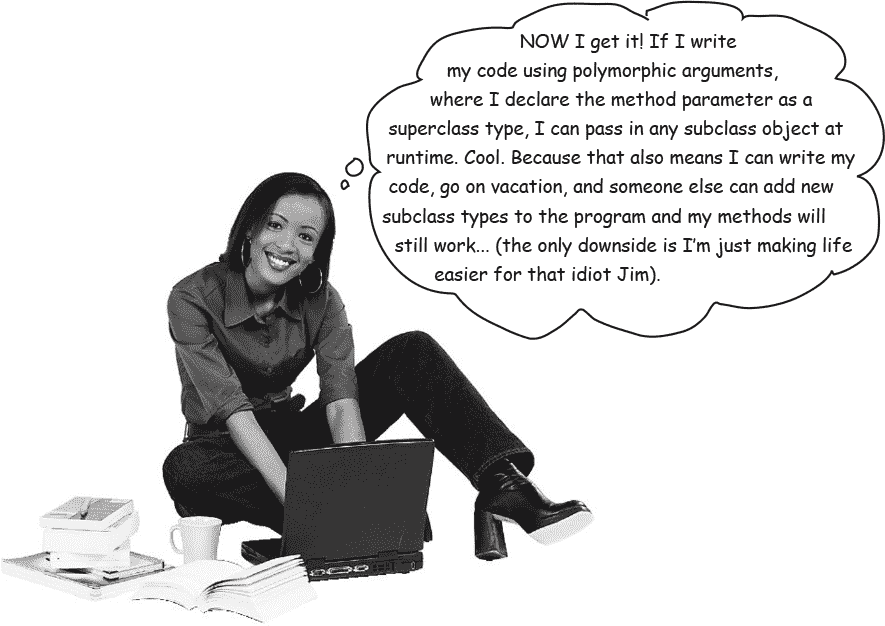 NOW I get it! If I write
my code using polymorphic arguments,
where I declare the method parameter as a
superclass type, I can pass in any subclass object at
runtime. Cool. Because that also means I can write my
code, go on vacation, and someone else can add new
subclass types to the program and my methods will
still work... (the only downside is I’m just making life
easier for that idiot Jim).